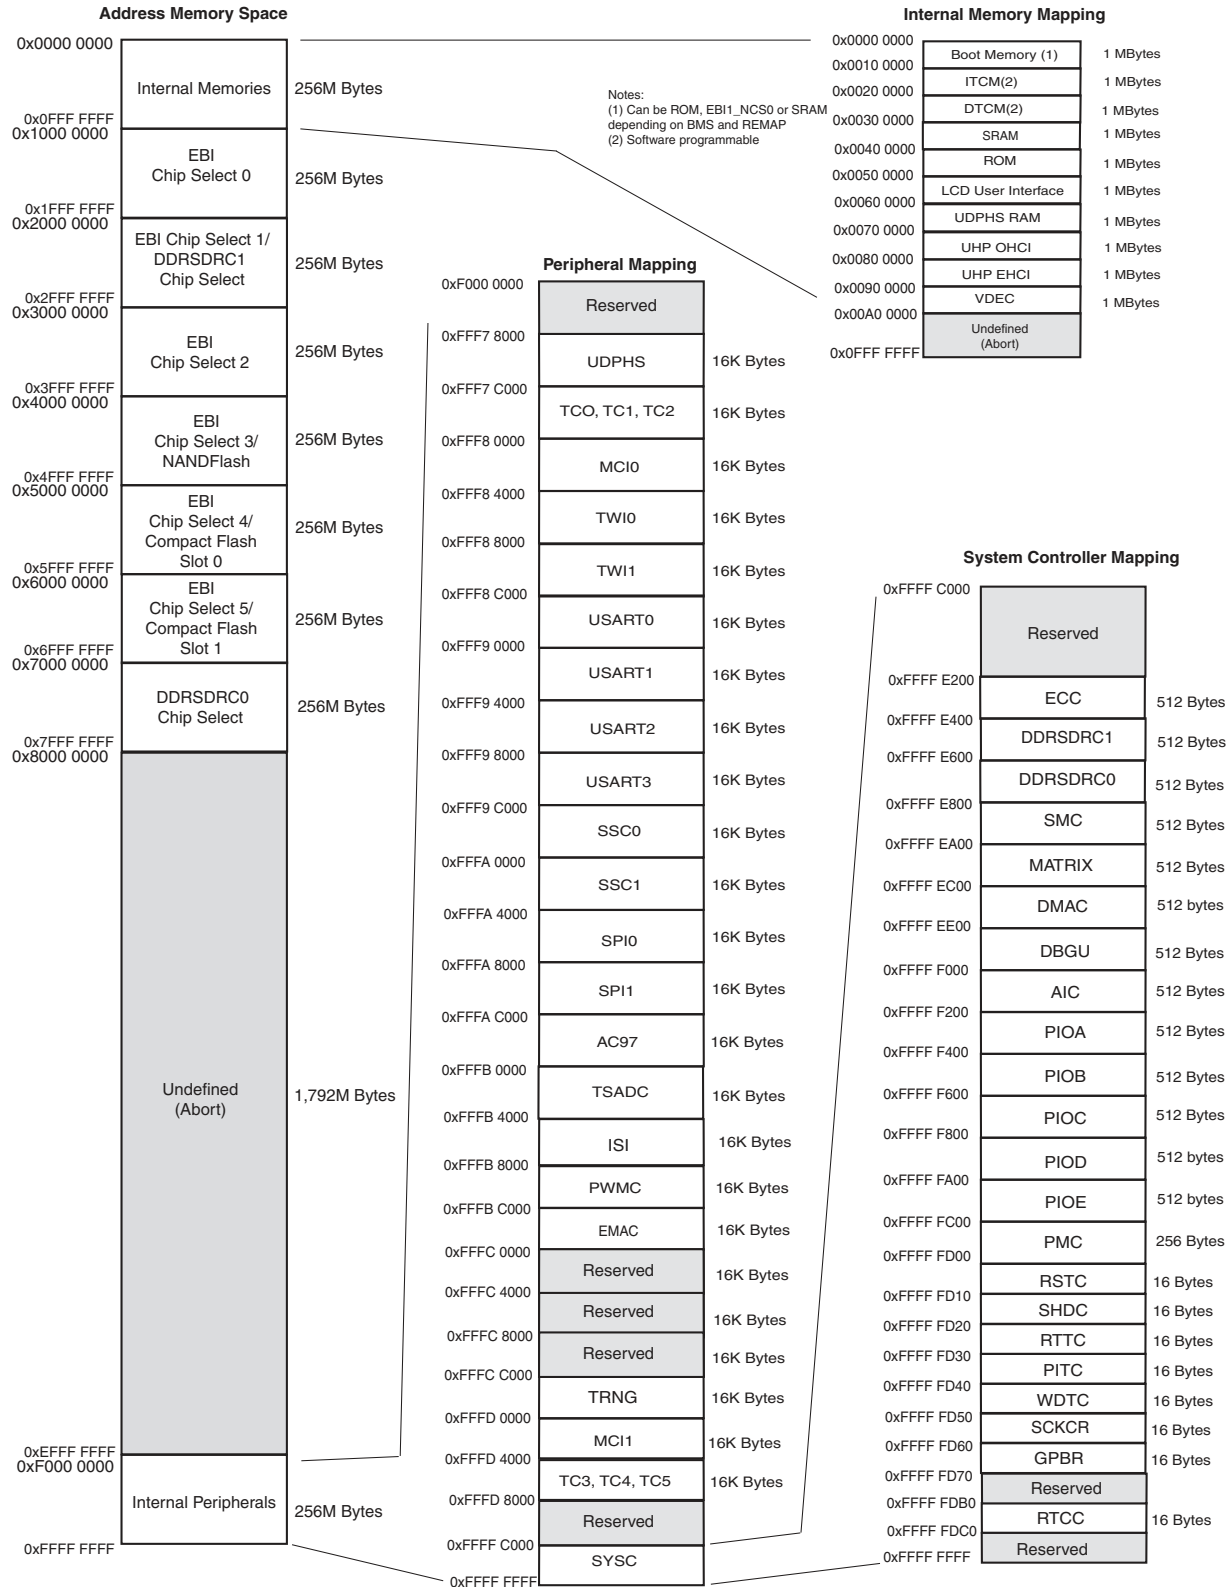 Address Memory Space
0x0000 0000
Internal Memories
256M Bytes
0x0FFF FFFF
0x1000 0000
EBI
Chip Select 0
256M Bytes
0x1FFF FFFF
0x2000 0000
EBI Chip Select 1/
DDRSDRC1
Chip Select
256M Bytes
0x2FFF FFFF
0x3000 0000
EBI
Chip Select 2
256M Bytes
0x3FFF FFFF
0x4000 0000
EBI
Chip Select 3/
NANDFlash
256M Bytes
0x4FFF FFFF
0x5000 0000
EBI
Chip Select 4/
Compact Flash
Slot 0
256M Bytes
0x5FFF FFFF
0x6000 0000
EBI
Chip Select 5/
Compact Flash
Slot 1
256M Bytes
0x6FFF FFFF
0x7000 0000
DDRSDRC0
Chip Select
256M Bytes
0x7FFF FFFF
0x8000 0000
Undefined
(Abort)
1,792M Bytes
0xEFFF FFFF
0xF000 0000
Internal Peripherals
256M Bytes
0xFFFF FFFF
Internal Memory Mapping
0x0000 0000
Boot Memory (1)
1 MBytes
0x0010 0000
ITCM(2)
1 MBytes
0x0020 0000
DTCM(2)
1 MBytes
0x0030 0000
SRAM
1 MBytes
0x0040 0000
ROM
1 MBytes
0x0050 0000
LCD User Interface
1 MBytes
0x0060 0000
UDPHS RAM
1 MBytes
0x0070 0000
UHP OHCI
1 MBytes
0x0080 0000
UHP EHCI
1 MBytes
0x0090 0000
VDEC
1 MBytes
0x00A0 0000
Undefined
(Abort)
0x0FFF FFFF
Notes:
(1) Can be ROM, EBI1_NCS0 or SRAM
depending on BMS and REMAP
(2) Software programmable
Peripheral Mapping
0xF000 0000
Reserved
0xFFF7 8000
UDPHS
16K Bytes
0xFFF7 C000
TCO, TC1, TC2
16K Bytes
0xFFF8 0000
MCI0
16K Bytes
0xFFF8 4000
TWI0
16K Bytes
0xFFF8 8000
TWI1
16K Bytes
0xFFF8 C000
USART0
16K Bytes
0xFFF9 0000
USART1
16K Bytes
0xFFF9 4000
USART2
16K Bytes
0xFFF9 8000
USART3
16K Bytes
0xFFF9 C000
SSC0
16K Bytes
0xFFFA 0000
SSC1
16K Bytes
0xFFFA 4000
SPI0
16K Bytes
0xFFFA 8000
SPI1
16K Bytes
0xFFFA C000
AC97
16K Bytes
0xFFFB 0000
TSADC
16K Bytes
0xFFFB 4000
ISI
16K Bytes
0xFFFB 8000
PWMC
16K Bytes
0xFFFB C000
EMAC
16K Bytes
0xFFFC 0000
Reserved
16K Bytes
0xFFFC 4000
Reserved
16K Bytes
0xFFFC 8000
Reserved
16K Bytes
0xFFFC C000
TRNG
16K Bytes
0xFFFD 0000
MCI1
16K Bytes
0xFFFD 4000
TC3, TC4, TC5
16K Bytes
0xFFFD 8000
Reserved
0xFFFF C000
SYSC
0xFFFF FFFF
System Controller Mapping
0xFFFF C000
Reserved
0xFFFF E200
ECC
512 Bytes
0xFFFF E400
DDRSDRC1
512 Bytes
0xFFFF E600
DDRSDRC0
512 Bytes
0xFFFF E800
SMC
512 Bytes
0xFFFF EA00
MATRIX
512 Bytes
0xFFFF EC00
DMAC
512 bytes
0xFFFF EE00
DBGU
512 Bytes
0xFFFF F000
AIC
512 Bytes
0xFFFF F200
PIOA
512 Bytes
0xFFFF F400
PIOB
512 Bytes
0xFFFF F600
PIOC
512 Bytes
0xFFFF F800
PIOD
512 bytes
0xFFFF FA00
PIOE
512 bytes
0xFFFF FC00
PMC
256 Bytes
0xFFFF FD00
RSTC
16 Bytes
0xFFFF FD10
SHDC
16 Bytes
0xFFFF FD20
RTTC
16 Bytes
0xFFFF FD30
PITC
16 Bytes
0xFFFF FD40
WDTC
16 Bytes
0xFFFF FD50
SCKCR
16 Bytes
0xFFFF FD60
GPBR
16 Bytes
0xFFFF FD70
Reserved
0xFFFF FDB0
RTCC
16 Bytes
0xFFFF FDC0
Reserved
0xFFFF FFFF